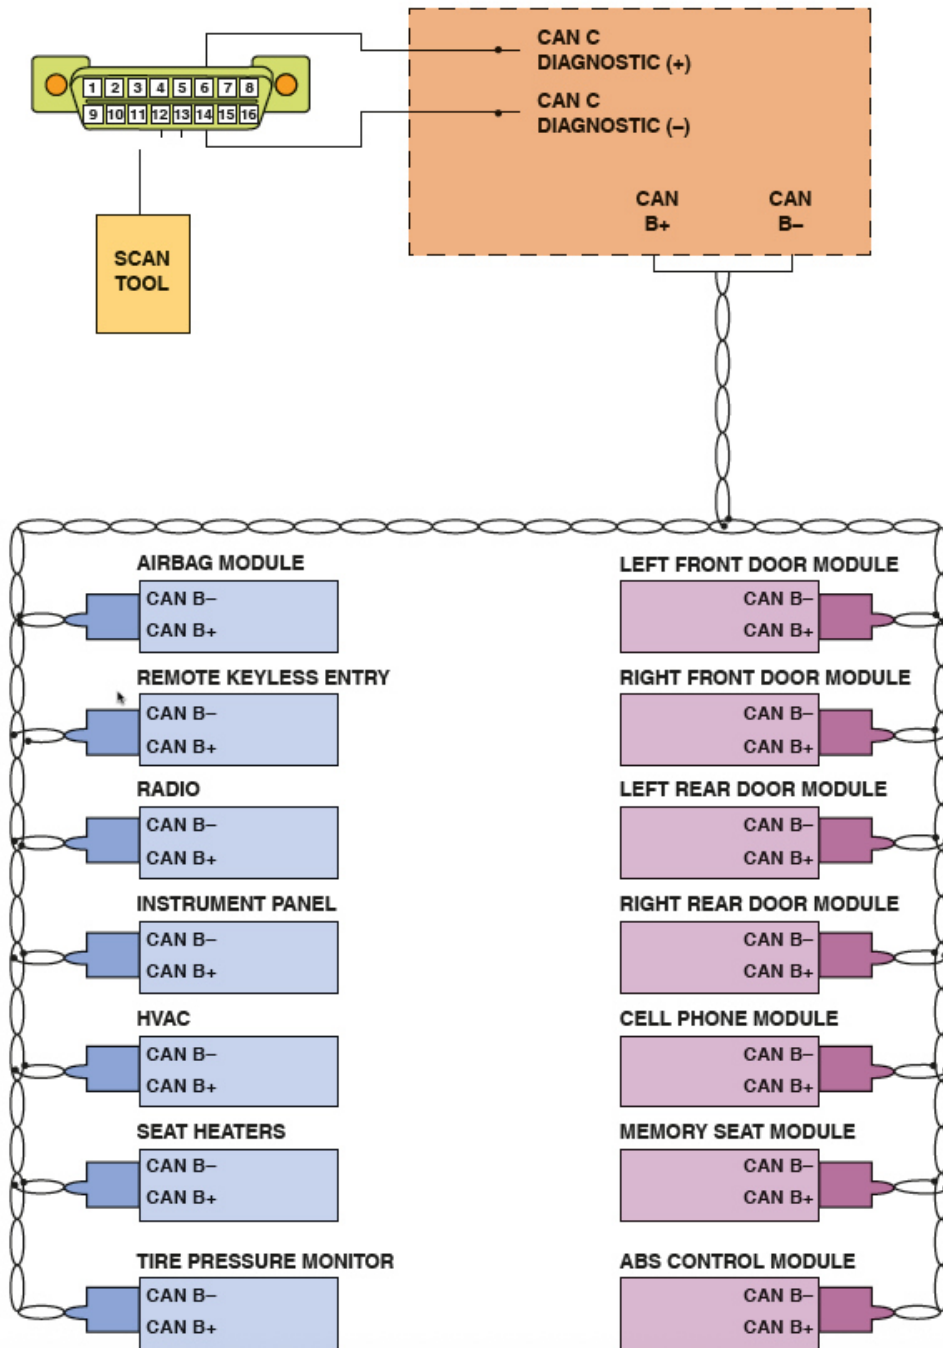 CAN C
DIAGNOSTIC (+)
1 2 3 4 5 6 7 8
9 10 11 12 13 14 15 16
CAN C
DIAGNOSTIC (–)
CAN
B+
CAN
B–
SCAN
TOOL
AIRBAG MODULE
CAN B–
CAN B+
REMOTE KEYLESS ENTRY
CAN B–
CAN B+
RADIO
CAN B–
CAN B+
INSTRUMENT PANEL
CAN B–
CAN B+
HVAC
CAN B–
CAN B+
SEAT HEATERS
CAN B–
CAN B+
TIRE PRESSURE MONITOR
CAN B–
CAN B+
LEFT FRONT DOOR MODULE
CAN B–
CAN B+
RIGHT FRONT DOOR MODULE
CAN B–
CAN B+
LEFT REAR DOOR MODULE
CAN B–
CAN B+
RIGHT REAR DOOR MODULE
CAN B–
CAN B+
CELL PHONE MODULE
CAN B–
CAN B+
MEMORY SEAT MODULE
CAN B–
CAN B+
ABS CONTROL MODULE
CAN B–
CAN B+